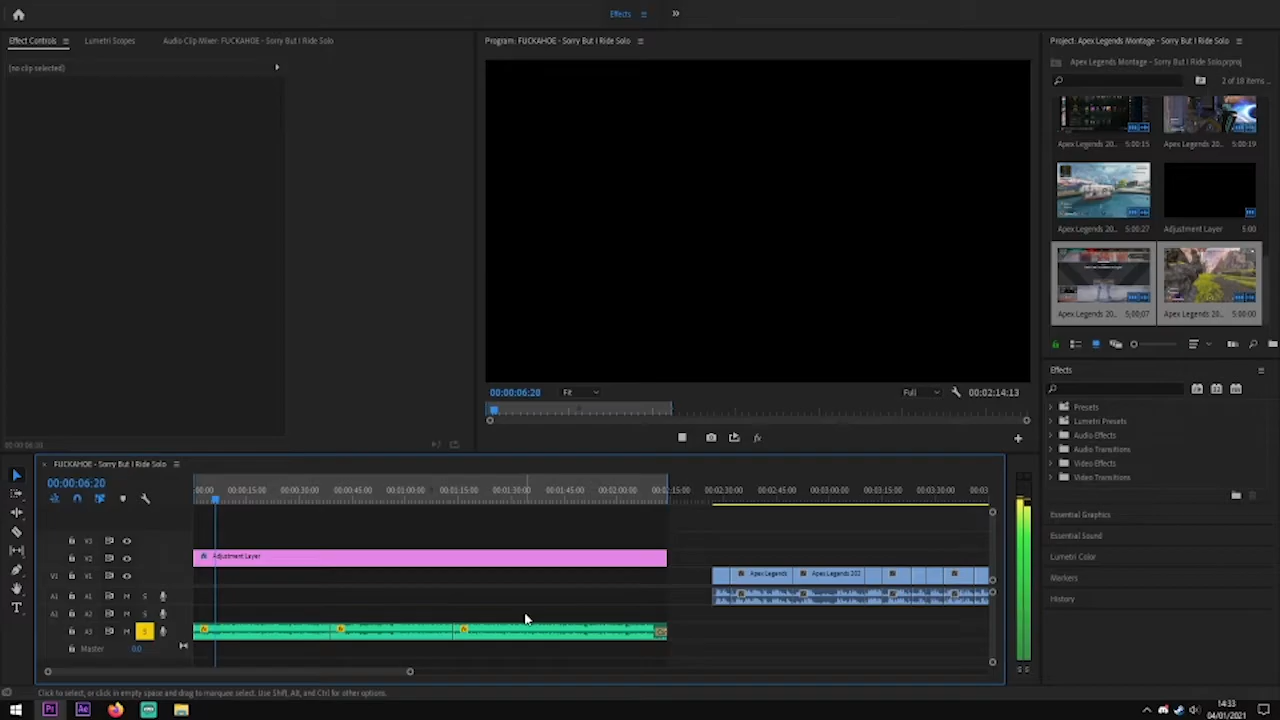 Effects
Effect Controls
Lumetri Scopes
Audio Clip Mixer: FUCKAHOE - Sorry But I Ride Solo
Program: FUCKAHOE - Sorry But I Ride Solo
Project: Apex Legends Montage - Sorry But I Ride Solo
(no clip selected)
Apex Legends Montage - Sorry But I Ride Solo.prproj
2 of 18 items ...
Apex Legends 20... 5:00:15
Apex Legends 20... 5:00:19
Apex Legends 20... 5:00:27
Adjustment Layer 5:00
Apex Legends 20... 5;00;07
Apex Legends 20... 5:00:00
00:00:06:20
Fit
Full
00:02:14:13
Effects
Presets
Lumetri Presets
Audio Effects
Audio Transitions
Video Effects
Video Transitions
Essential Graphics
Essential Sound
Lumetri Color
Markers
History
00:00:06:20
FUCKAHOE - Sorry But I Ride Solo
00:00:06:20
:00:00 00:00:15:00 00:00:30:00 00:00:45:00 00:01:00:00 00:01:15:00 00:01:30:00 00:01:45:00 00:02:00:00 00:02:15:00 00:02:30:00 00:02:45:00 00:03:00:00 00:03:15:00 00:03:30:00 00:03
V3
V2
Adjustment Layer
V1 V1
Apex Legends
Apex Legends 202
A1 A1 M S
A2 M S
A3 M S
Master 0.0
Click to select, or click in empty space and drag to marquee select. Use Shift, Alt, and Ctrl for other options.
Pr
Ae
14:33
04/01/2021